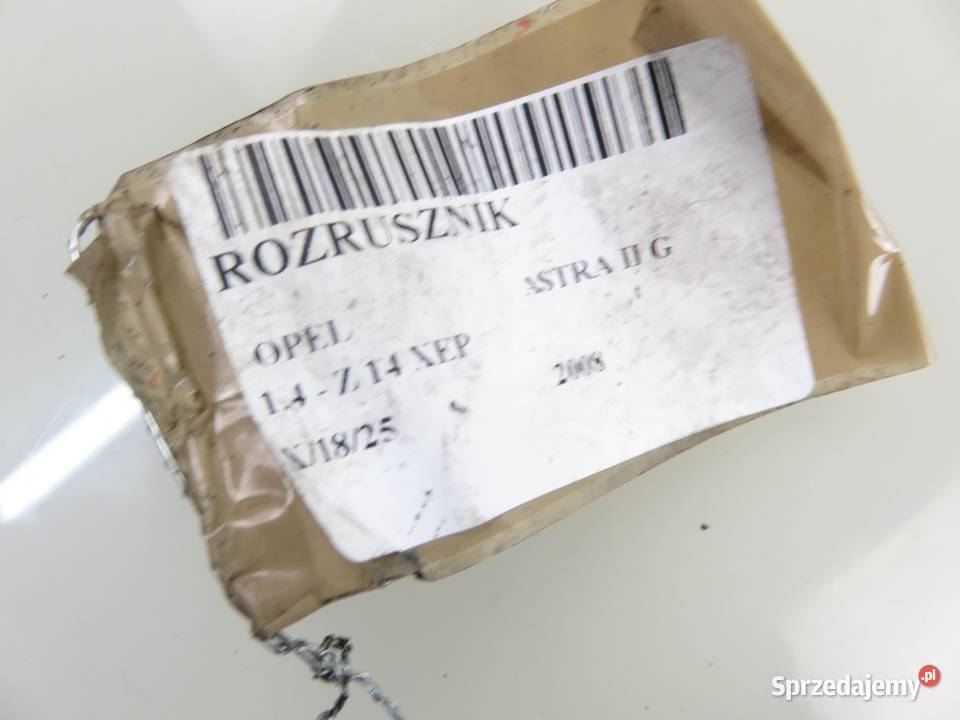 ROZRUSZNIK
OPEL ASTRA II G
1.4 - Z 14 XEP 2008
X/18/25
Sprzedajemy.pl